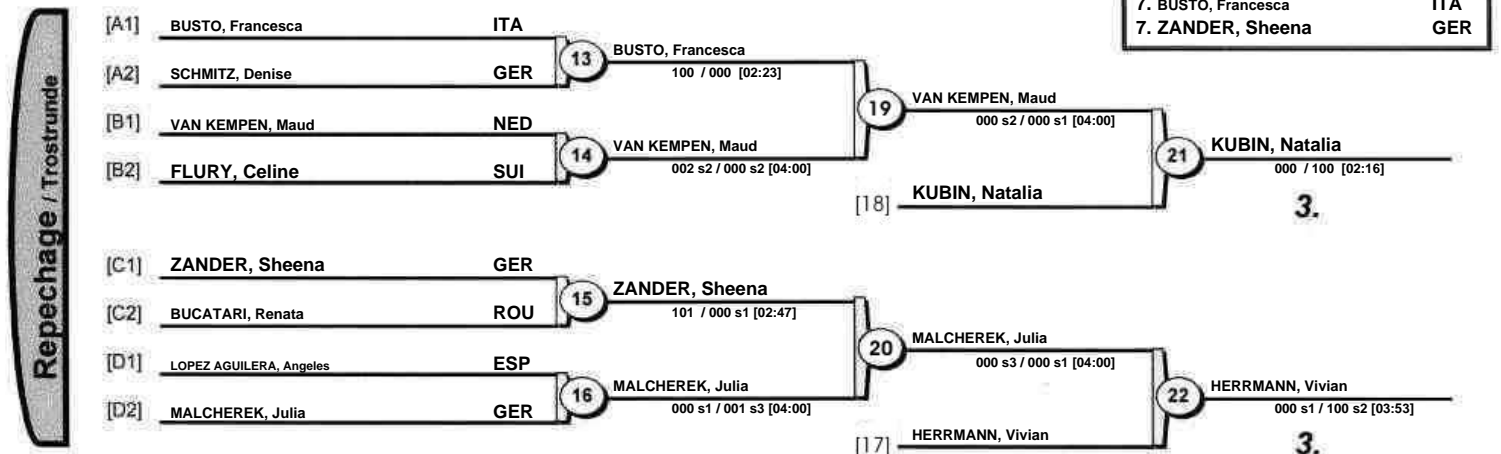 7. BUSTO, Francesca ITA
7. ZANDER, Sheena GER
Repechage / Trostrunde
[A1] BUSTO, Francesca ITA
13 BUSTO, Francesca
100 / 000 [02:23]
[A2] SCHMITZ, Denise GER
19 VAN KEMPEN, Maud
000 s2 / 000 s1 [04:00]
[B1] VAN KEMPEN, Maud NED
14 VAN KEMPEN, Maud
002 s2 / 000 s2 [04:00]
[B2] FLURY, Celine SUI
21 KUBIN, Natalia
000 / 100 [02:16]
[18] KUBIN, Natalia
3.
[C1] ZANDER, Sheena GER
15 ZANDER, Sheena
101 / 000 s1 [02:47]
[C2] BUCATARI, Renata ROU
20 MALCHEREK, Julia
000 s3 / 000 s1 [04:00]
[D1] LOPEZ AGUILERA, Angeles ESP
16 MALCHEREK, Julia
000 s1 / 001 s3 [04:00]
[D2] MALCHEREK, Julia GER
22 HERRMANN, Vivian
000 s1 / 100 s2 [03:53]
[17] HERRMANN, Vivian
3.